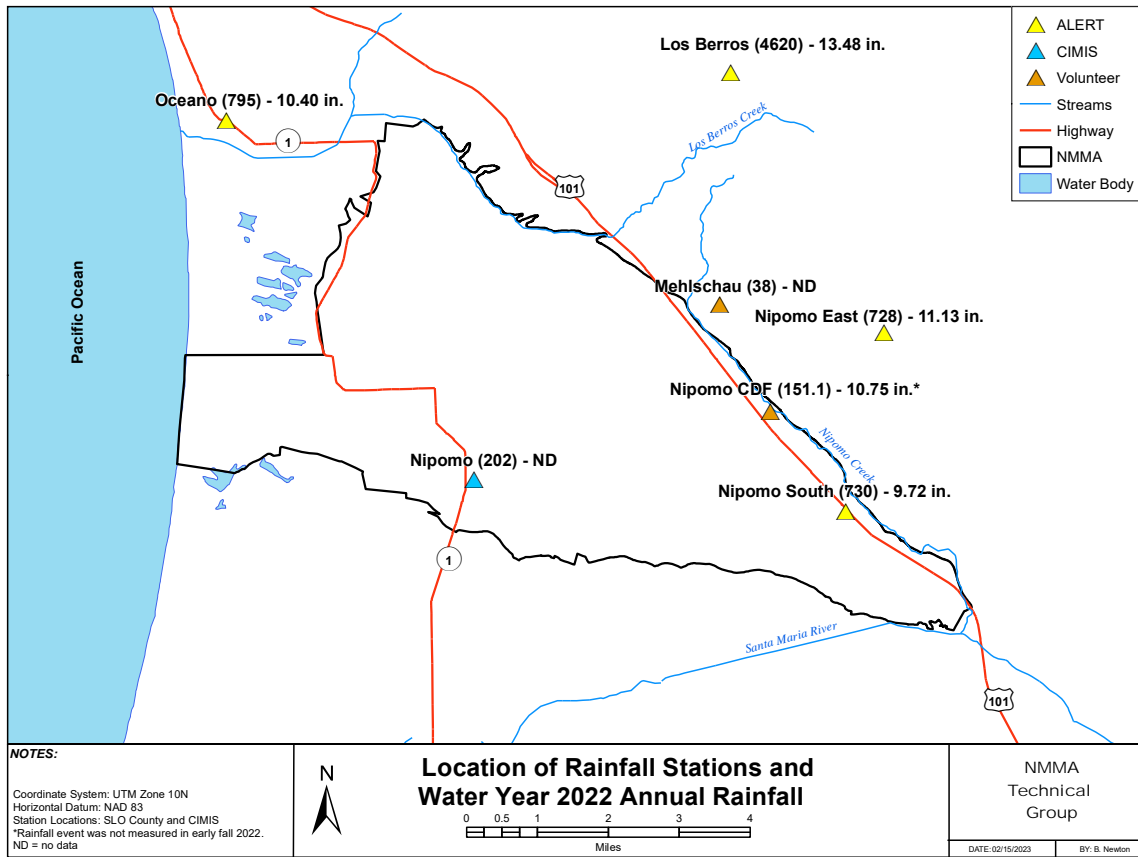 Los Berros (4620) - 13.48 in.
ALERT
CIMIS
Volunteer
Streams
Highway
NMMA
Water Body
Oceano (795) - 10.40 in.
1
Los Berros Creek
101
Pacific Ocean
Mehlschau (38) - ND
Nipomo East (728) - 11.13 in.
Nipomo CDF (151.1) - 10.75 in.*
Nipomo Creek
Nipomo (202) - ND
Nipomo South (730) - 9.72 in.
1
Santa Maria River
101
NOTES:
Coordinate System: UTM Zone 10N
Horizontal Datum: NAD 83
Station Locations: SLO County and CIMIS
*Rainfall event was not measured in early fall 2022.
ND = no data
N
Location of Rainfall Stations and
Water Year 2022 Annual Rainfall
0 0.5 1 2 3 4
Miles
NMMA
Technical
Group
DATE:02/15/2023
BY: B. Newton